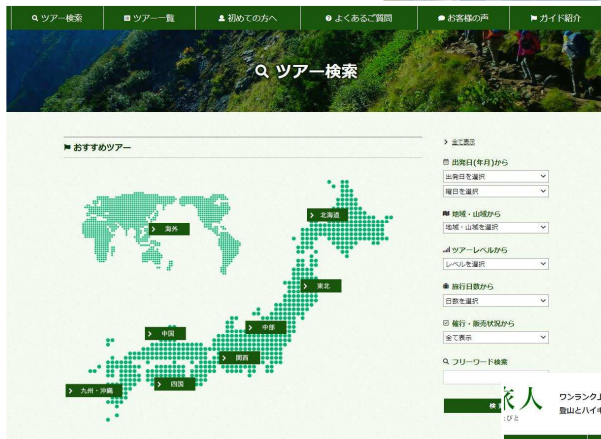 ツアー検索
ツアー一覧
初めての方へ
よくあるご質問
お客様の声
ガイド紹介
ツアー検索
おすすめツアー
海外
北海道
東北
中部
関西
中国
四国
九州・沖縄
全て表示
出発日(年月)から
出発日を選択
曜日を選択
地域・山域から
地域・山域を選択
ツアーレベルから
レベルを選択
旅行日数から
日数を選択
催行・販売状況から
全て表示
フリーワード検索
検
人
ワンランク上
登山とハイキ
びと